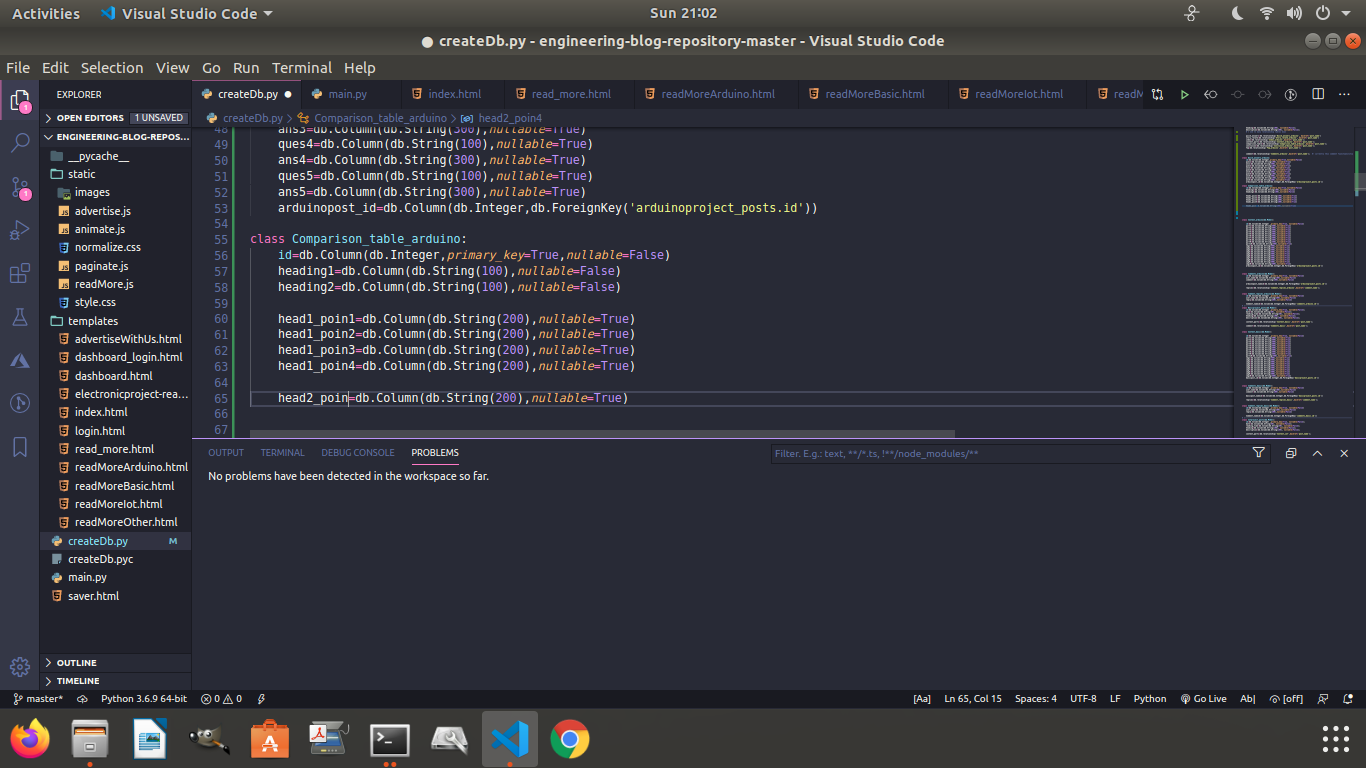 Activities Visual Studio Code Sun 21:02
createDb.py - engineering-blog-repository-master - Visual Studio Code
File Edit Selection View Go Run Terminal Help
EXPLORER createDb.py main.py index.html read_more.html readMoreArduino.html readMoreBasic.html readMoreIot.html readM
OPEN EDITORS 1 UNSAVED createDb.py > Comparison_table_arduino > head2_poin4
ENGINEERING-BLOG-REPOS...
__pycache__
static
images
advertise.js
animate.js
normalize.css
paginate.js
readMore.js
style.css
templates
advertiseWithUs.html
dashboard_login.html
dashboard.html
electronicproject-rea...
index.html
login.html
read_more.html
readMoreArduino.html
readMoreBasic.html
readMoreIot.html
readMoreOther.html
createDb.py M
createDb.pyc
main.py
saver.html
OUTLINE
TIMELINE
48 ans3=db.Column(db.String(300),nullable=True)
49 ques4=db.Column(db.String(100),nullable=True)
50 ans4=db.Column(db.String(300),nullable=True)
51 ques5=db.Column(db.String(100),nullable=True)
52 ans5=db.Column(db.String(300),nullable=True)
53 arduinopost_id=db.Column(db.Integer,db.ForeignKey('arduinoproject_posts.id'))
54
55 class Comparison_table_arduino:
56 id=db.Column(db.Integer,primary_key=True,nullable=False)
57 heading1=db.Column(db.String(100),nullable=False)
58 heading2=db.Column(db.String(100),nullable=False)
59
60 head1_poin1=db.Column(db.String(200),nullable=True)
61 head1_poin2=db.Column(db.String(200),nullable=True)
62 head1_poin3=db.Column(db.String(200),nullable=True)
63 head1_poin4=db.Column(db.String(200),nullable=True)
64
65 head2_poin=db.Column(db.String(200),nullable=True)
66
67
OUTPUT TERMINAL DEBUG CONSOLE PROBLEMS Filter. E.g.: text, **/*.ts, !**/node_modules/**
No problems have been detected in the workspace so far.
master* Python 3.6.9 64-bit 0 0 [Aa] Ln 65, Col 15 Spaces: 4 UTF-8 LF Python Go Live Ab| [off]